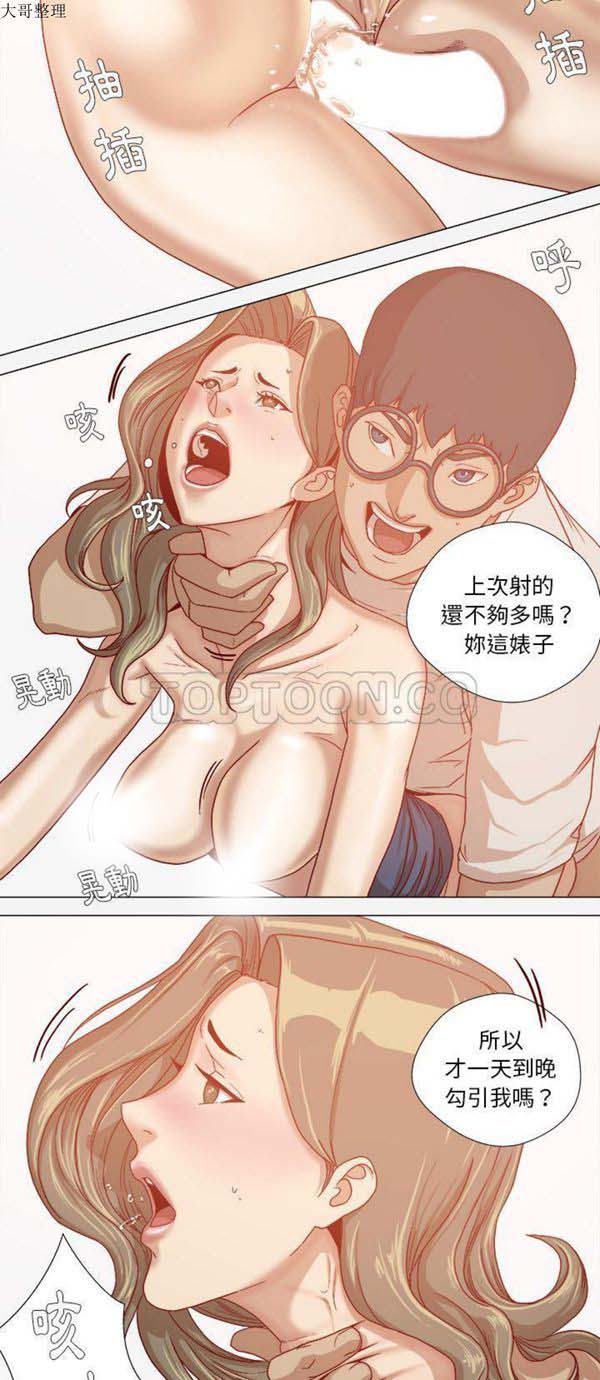 大哥整理
抽
插
抽
插
呼
咳
咳
上次射的
還不夠多嗎？
妳這婊子
晃動
TOPTOON.CO
晃動
所以
才一天到晚
勾引我嗎？
咳